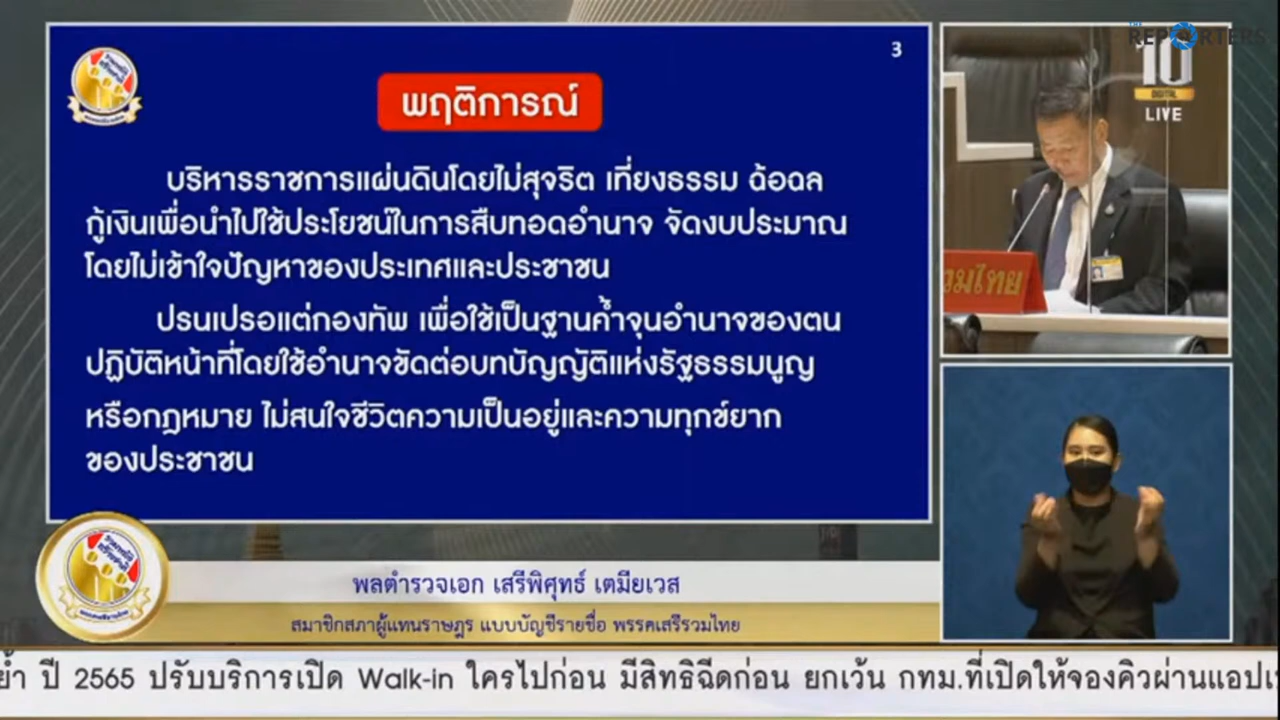 3
พฤติการณ์
บริหารราชการแผ่นดินโดยไม่สุจริต เที่ยงธรรม ฉ้อฉล
กู้เงินเพื่อนำไปใช้ประโยชน์ในการสืบทอดอำนาจ จัดงบประมาณ
โดยไม่เข้าใจปัญหาของประเทศและประชาชน
ปรนเปรอแต่กองทัพ เพื่อใช้เป็นฐานค้ำจุนอำนาจของตน
ปฏิบัติหน้าที่โดยใช้อำนาจขัดต่อบทบัญญัติแห่งรัฐธรรมนูญ
หรือกฎหมาย ไม่สนใจชีวิตความเป็นอยู่และความทุกข์ยาก
ของประชาชน
THE
REPORTERS
10
DIGITAL
LIVE
รวมไทย
พลตำรวจเอก เสรีพิศุทธ์ เตมียเวส
สมาชิกสภาผู้แทนราษฎร แบบบัญชีรายชื่อ พรรคเสรีรวมไทย
ย้ำ ปี 2565 ปรับบริการเปิด Walk-in ใครไปก่อน มีสิทธิฉีดก่อน ยกเว้น กทม.ที่เปิดให้จองคิวผ่านแอปเ